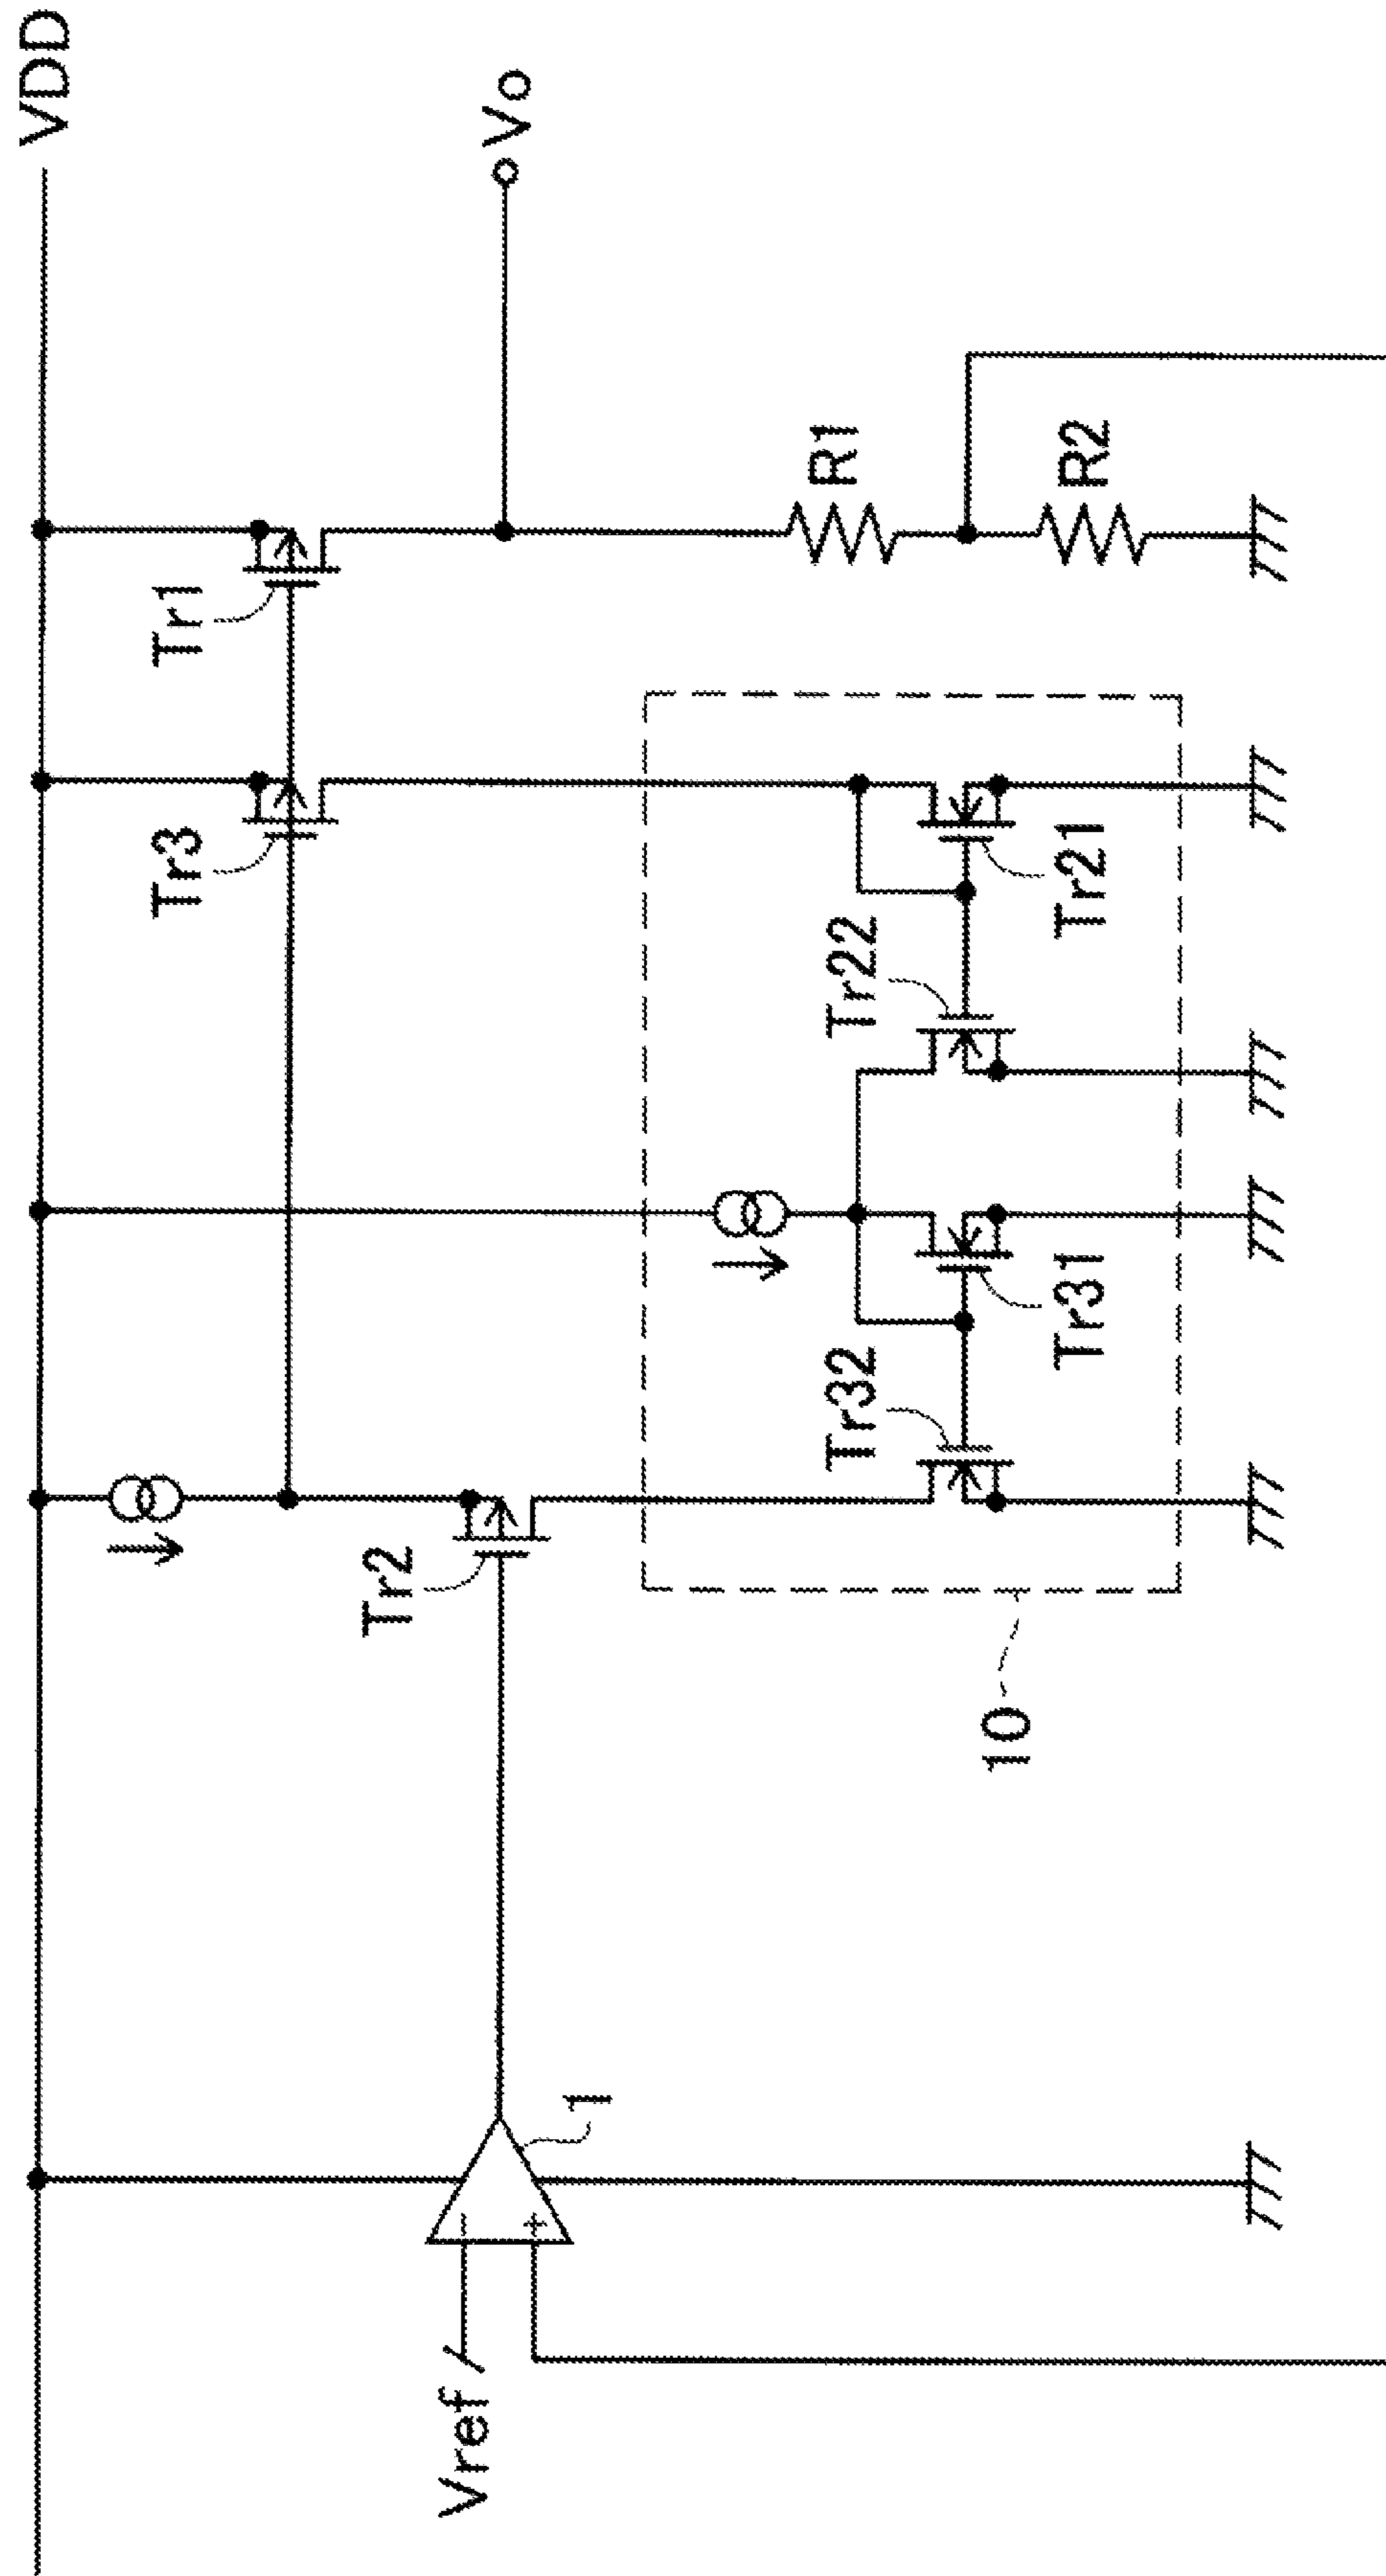 VDD
Vo
Tr1
Tr3
R1
R2
Tr22
Tr21
Tr2
Tr32
Tr31
10
1
Vref
−
+